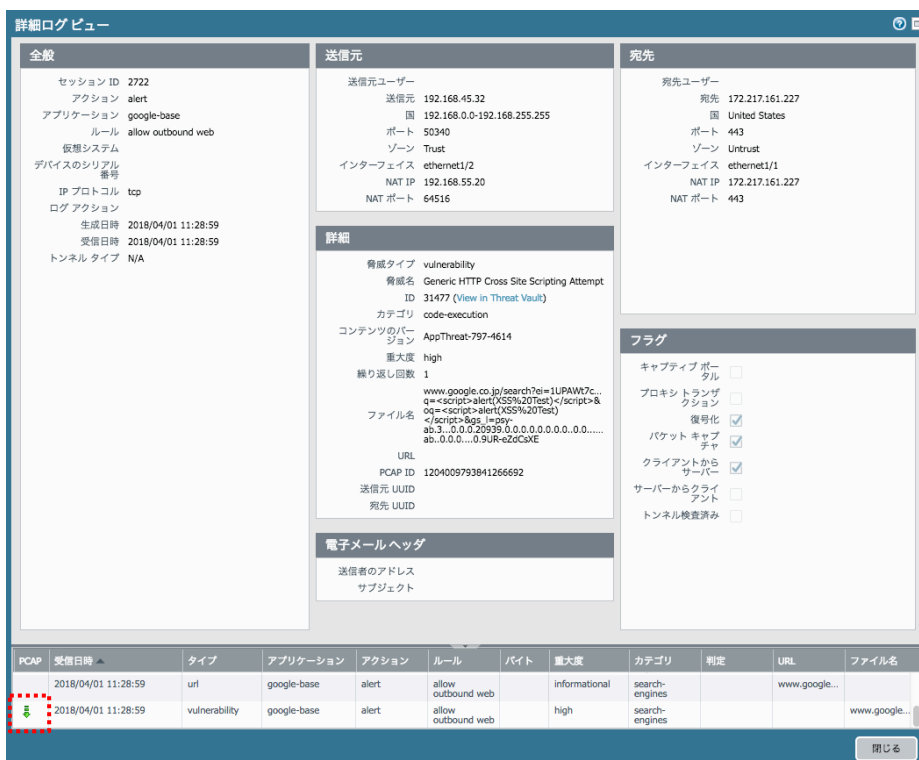 詳細ログ ビュー
全般
セッション ID 2722
アクション alert
アプリケーション google-base
ルール allow outbound web
仮想システム
デバイスのシリアル
番号
IP プロトコル tcp
ログ アクション
生成日時 2018/04/01 11:28:59
受信日時 2018/04/01 11:28:59
トンネル タイプ N/A
送信元
送信元ユーザー
送信元 192.168.45.32
国 192.168.0.0-192.168.255.255
ポート 50340
ゾーン Trust
インターフェイス ethernet1/2
NAT IP 192.168.55.20
NAT ポート 64516
詳細
脅威タイプ vulnerability
脅威名 Generic HTTP Cross Site Scripting Attempt
ID 31477 (View in Threat Vault)
カテゴリ code-execution
コンテンツのバー
ジョン AppThreat-797-4614
重大度 high
繰り返し回数 1
ファイル名 www.google.co.jp/search?ei=1UPAWt7c...
q=<script>alert(XSS%20Test)</script>&
oq=<script>alert(XSS%20Test)
</script>&gs_l=psy-
ab.3...0.0.0.20939.0.0.0.0.0.0.0.0..0.0......
ab..0.0.0....0.9UR-eZdCsXE
URL
PCAP ID 1204009793841266692
送信元 UUID
宛先 UUID
電子メール ヘッダ
送信者のアドレス
サブジェクト
宛先
宛先ユーザー
宛先 172.217.161.227
国 United States
ポート 443
ゾーン Untrust
インターフェイス ethernet1/1
NAT IP 172.217.161.227
NAT ポート 443
フラグ
キャプティブ ポー
タル
プロキシ トランザ
クション
復号化
パケット キャプ
チャ
クライアントから
サーバー
サーバーからクライ
アント
トンネル検査済み
PCAP 受信日時 タイプ アプリケーション アクション ルール バイト 重大度 カテゴリ 判定 URL ファイル名
2018/04/01 11:28:59 url google-base alert allow outbound web informational search-engines www.google...
2018/04/01 11:28:59 vulnerability google-base alert allow outbound web high search-engines www.google...
閉じる